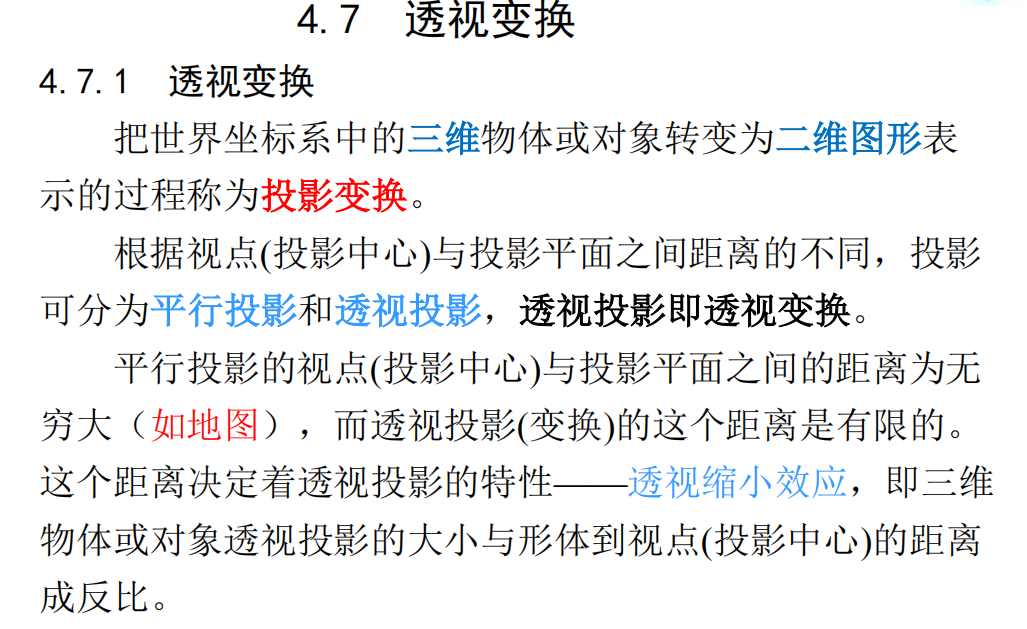 4.7 透视变换
4.7.1 透视变换
把世界坐标系中的三维物体或对象转变为二维图形表
示的过程称为投影变换。
根据视点(投影中心)与投影平面之间距离的不同，投影
可分为平行投影和透视投影，透视投影即透视变换。
平行投影的视点(投影中心)与投影平面之间的距离为无
穷大（如地图），而透视投影(变换)的这个距离是有限的。
这个距离决定着透视投影的特性——透视缩小效应，即三维
物体或对象透视投影的大小与形体到视点(投影中心)的距离
成反比。